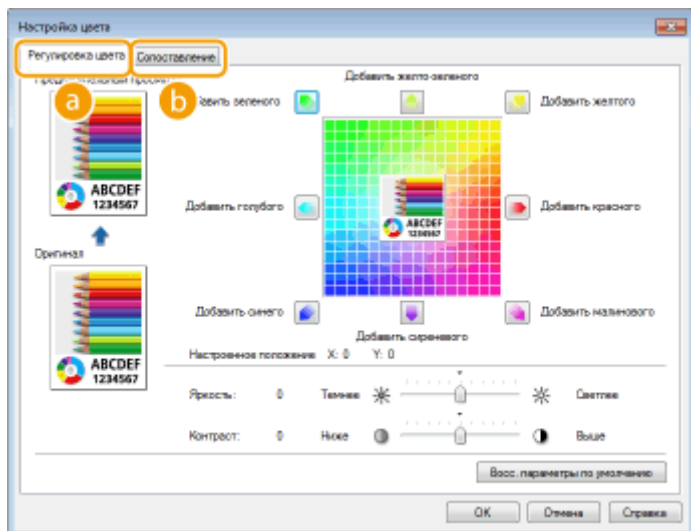 Настройка цвета
Регулировка цвета Сопоставление
a b
Добавить желто-зеленого
Добавить желтого
ABCDEF
1234567
Добавить голубого
ABCDEF
1234567
Добавить красного
Оригинал
ABCDEF
1234567
Добавить синего
Добавить малинового
Добавить сиреневого
Настроенное положение X: 0 Y: 0
Яркость: 0 Темнее Светлее
Контраст: 0 Ниже Выше
Восс. параметры по умолчанию
OK Отмена Справка